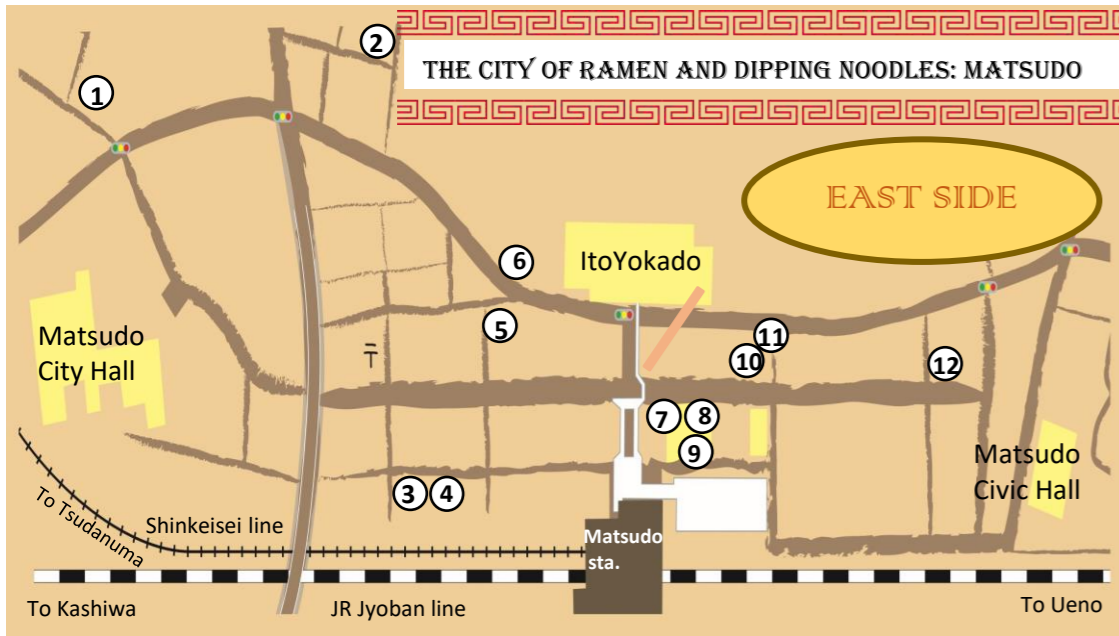 2
THE CITY OF RAMEN AND DIPPING NOODLES: MATSUDO
1
EAST SIDE
6
ItoYokado
5
11
Matsudo
City Hall
〒
10
12
7
8
9
Matsudo
Civic Hall
3
4
To Tsudanuma
Shinkeisei line
Matsudo
sta.
To Kashiwa
JR Jyoban line
To Ueno